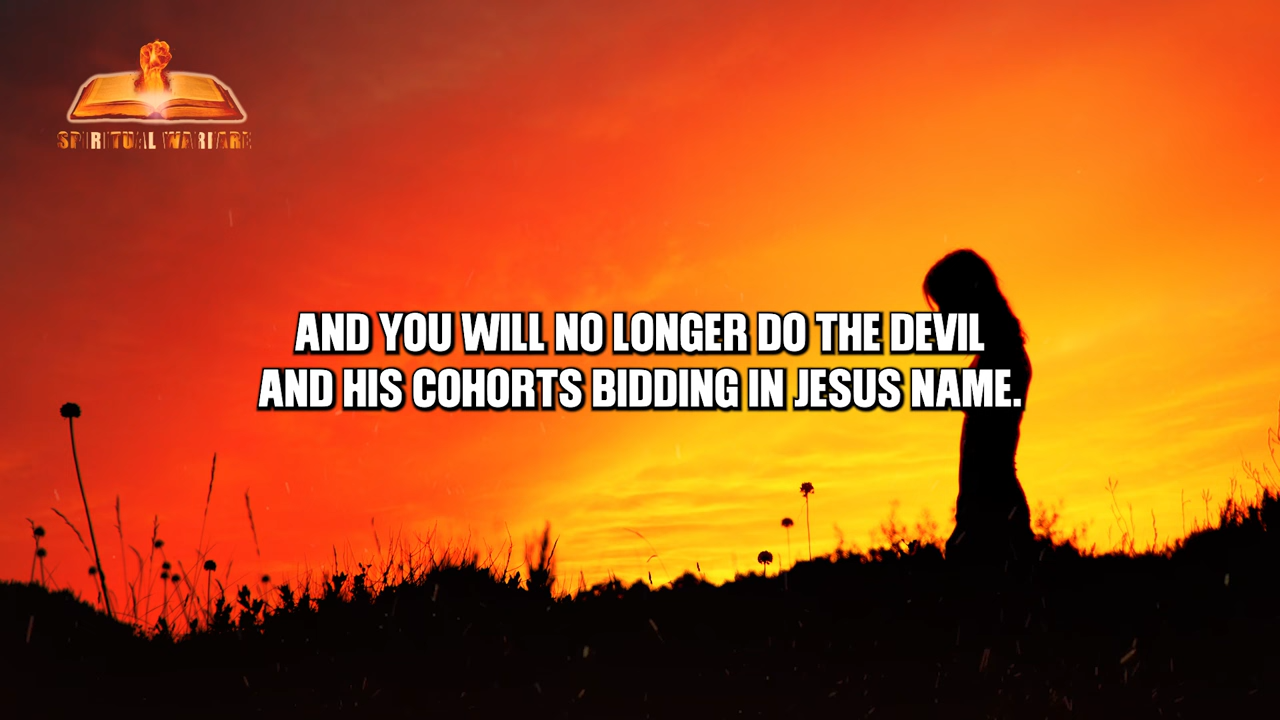 SPIRITUAL WARFARE
AND YOU WILL NO LONGER DO THE DEVIL
AND HIS COHORTS BIDDING IN JESUS NAME.